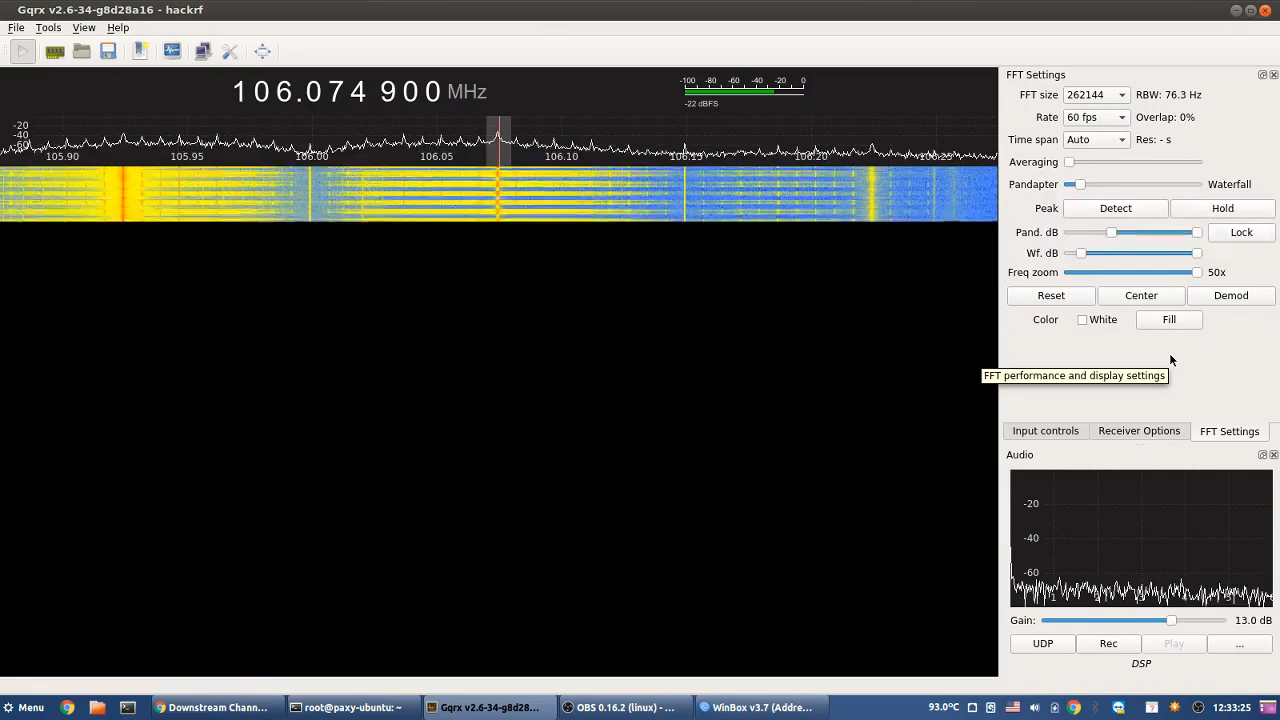 Gqrx v2.6-34-g8d28a16 - hackrf
File Tools View Help
106.074 900 MHz
-100 -80 -60 -40 -20 0
-22 dBFS
-20
-40
-60
105.90 105.95 106.00 106.05 106.10 106.15 106.20 106.25
FFT Settings
FFT size 262144 RBW: 76.3 Hz
Rate 60 fps Overlap: 0%
Time span Auto Res: - s
Averaging
Pandapter Waterfall
Peak Detect Hold
Pand. dB Lock
Wf. dB
Freq zoom 50x
Reset Center Demod
Color White Fill
FFT performance and display settings
Input controls Receiver Options FFT Settings
Audio
-20
-40
-60
1 2 3 4 5
Gain: 13.0 dB
UDP Rec Play ...
DSP
Menu Downstream Chann... root@paxy-ubuntu: ~ Gqrx v2.6-34-g8d28... OBS 0.16.2 (linux) - ... WinBox v3.7 (Addre... 93.0°C 12:33:25